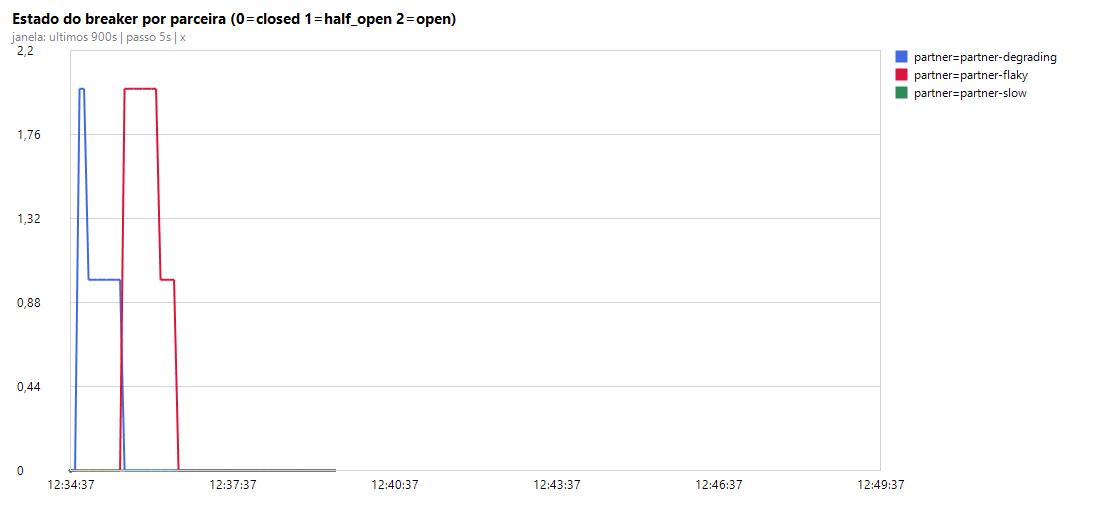 Estado do breaker por parceira (0=closed 1=half_open 2=open)
janela: ultimos 900s | passo 5s | x
2,2
1,76
1,32
0,88
0,44
0
12:34:37
12:37:37
12:40:37
12:43:37
12:46:37
12:49:37
partner=partner-degrading
partner=partner-flaky
partner=partner-slow